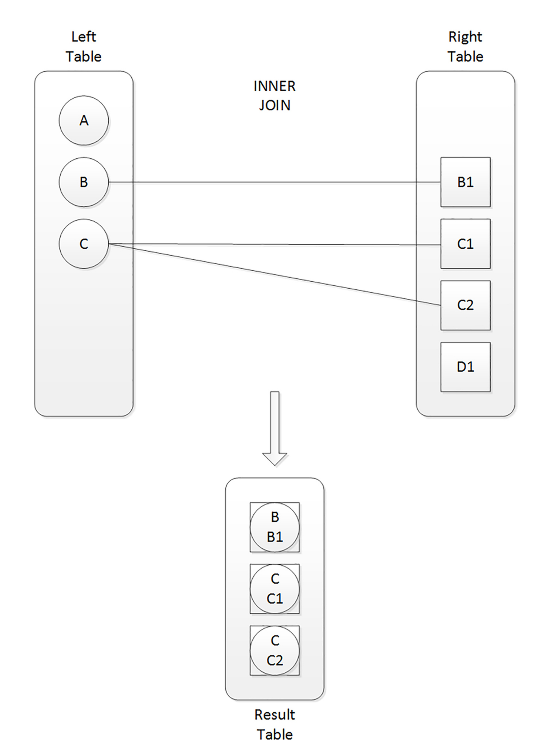 Left
Table
Right
Table
INNER
JOIN
A
B
B1
C
C1
C2
D1
B
B1
C
C1
C
C2
Result
Table